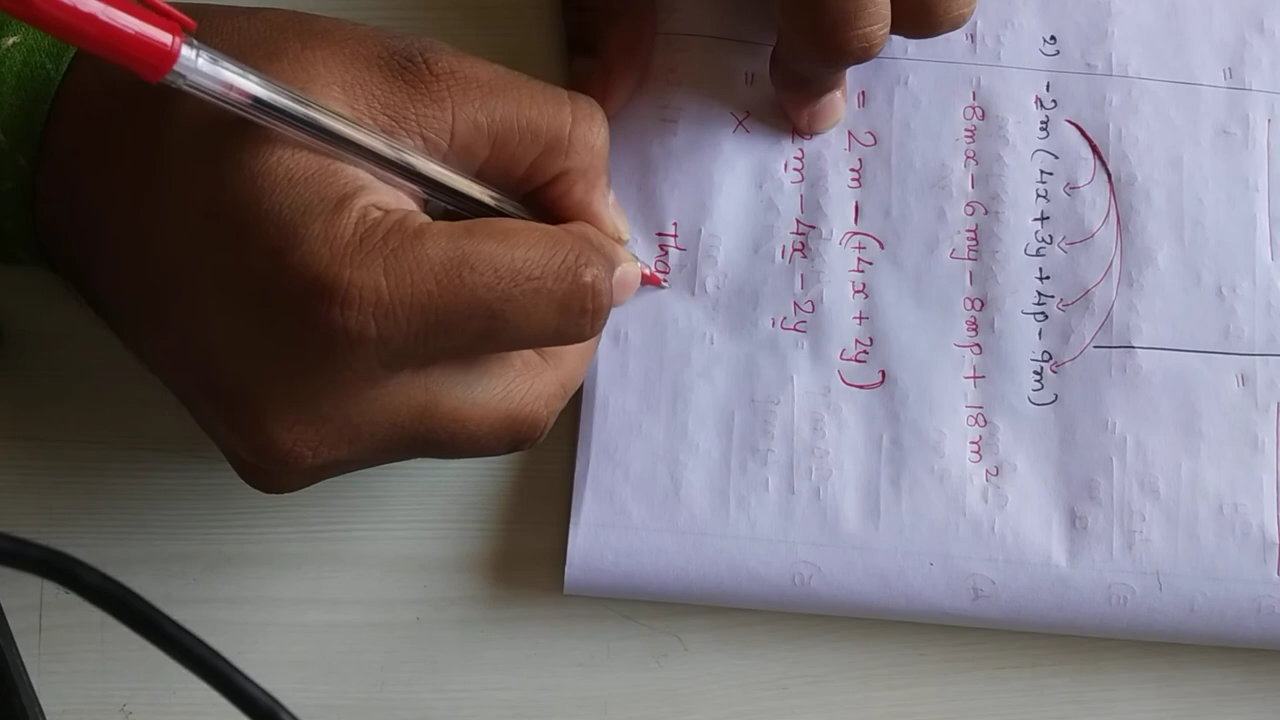 =
=
2) -2m (4x + 3y + 4p - 9m)
= -8mx - 6my - 8mp + 18m²
= 2m - (+4x + 2y)
2m - 4x - 2y
= x
Tha